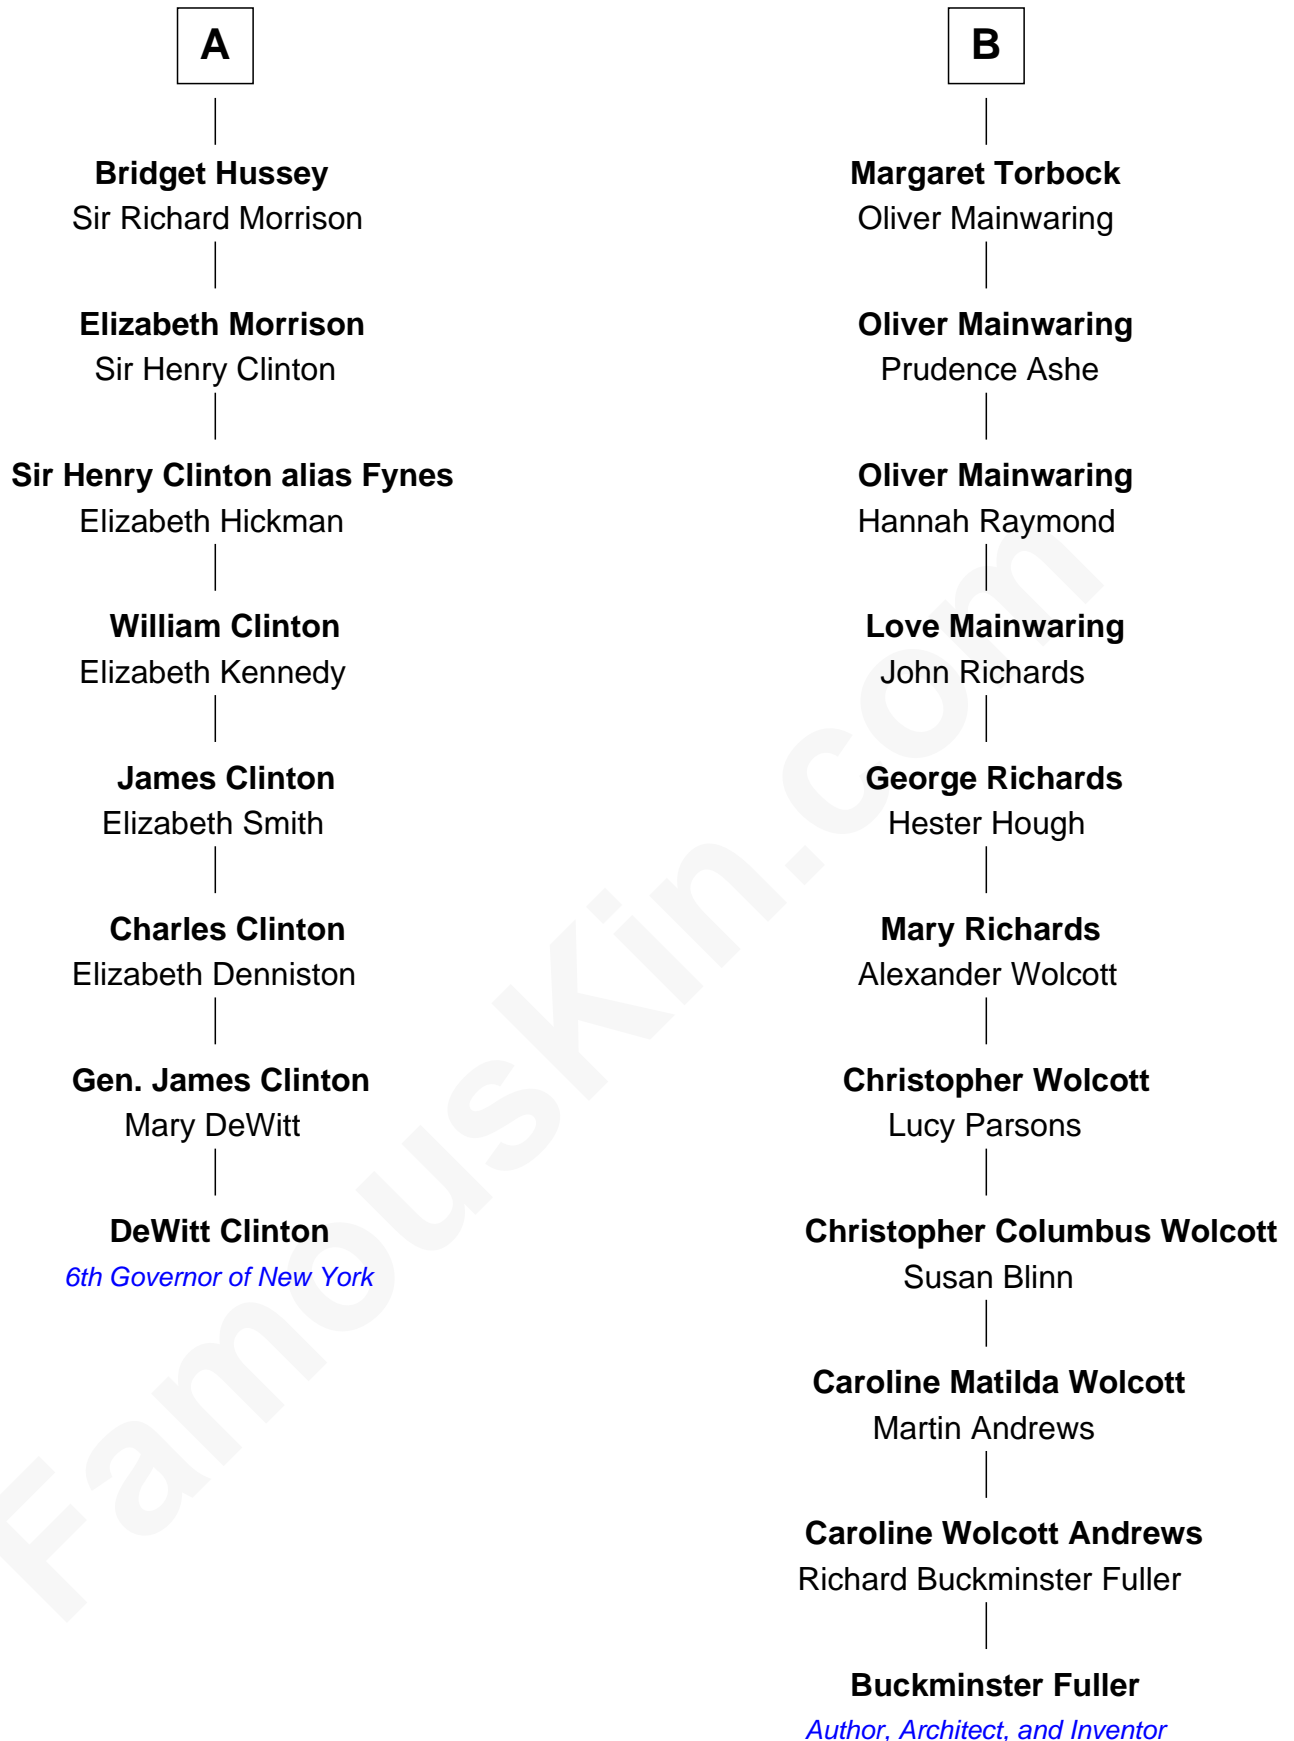 A
Bridget Hussey
Sir Richard Morrison
Elizabeth Morrison
Sir Henry Clinton
Sir Henry Clinton alias Fynes
Elizabeth Hickman
William Clinton
Elizabeth Kennedy
James Clinton
Elizabeth Smith
Charles Clinton
Elizabeth Denniston
Gen. James Clinton
Mary DeWitt
DeWitt Clinton
6th Governor of New York
B
Margaret Torbock
Oliver Mainwaring
Oliver Mainwaring
Prudence Ashe
Oliver Mainwaring
Hannah Raymond
Love Mainwaring
John Richards
George Richards
Hester Hough
Mary Richards
Alexander Wolcott
Christopher Wolcott
Lucy Parsons
Christopher Columbus Wolcott
Susan Blinn
Caroline Matilda Wolcott
Martin Andrews
Caroline Wolcott Andrews
Richard Buckminster Fuller
Buckminster Fuller
Author, Architect, and Inventor
FamousKin.com